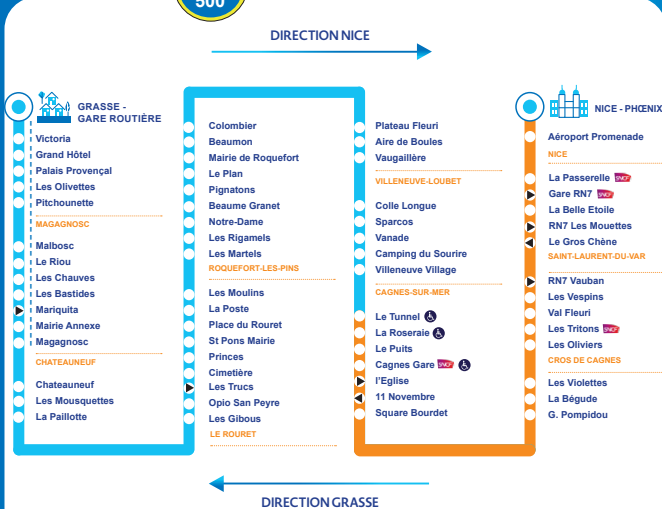 500
DIRECTION NICE
GRASSE -
GARE ROUTIÈRE
Victoria
Grand Hôtel
Palais Provençal
Les Olivettes
Pitchounette
MAGAGNOSC
Malbosc
Le Riou
Les Chauves
Les Bastides
Mariquita
Mairie Annexe
Magagnosc
CHATEAUNEUF
Chateauneuf
Les Mousquettes
La Paillotte
Colombier
Beaumon
Mairie de Roquefort
Le Plan
Pignatons
Beaume Granet
Notre-Dame
Les Rigamels
Les Martels
ROQUEFORT-LES-PINS
Les Moulins
La Poste
Place du Rouret
St Pons Mairie
Princes
Cimetière
Les Trucs
Opio San Peyre
Les Gibous
LE ROURET
Plateau Fleuri
Aire de Boules
Vaugaillère
VILLENEUVE-LOUBET
Colle Longue
Sparcos
Vanade
Camping du Sourire
Villeneuve Village
CAGNES-SUR-MER
Le Tunnel
La Roseraie
Le Puits
Cagnes Gare SNCF
l'Eglise
11 Novembre
Square Bourdet
NICE - PHŒNIX
Aéroport Promenade
NICE
La Passerelle SNCF
Gare RN7 SNCF
La Belle Etoile
RN7 Les Mouettes
Le Gros Chène
SAINT-LAURENT-DU-VAR
RN7 Vauban
Les Vespins
Val Fleuri
Les Tritons SNCF
Les Oliviers
CROS DE CAGNES
Les Violettes
La Bégude
G. Pompidou
DIRECTION GRASSE